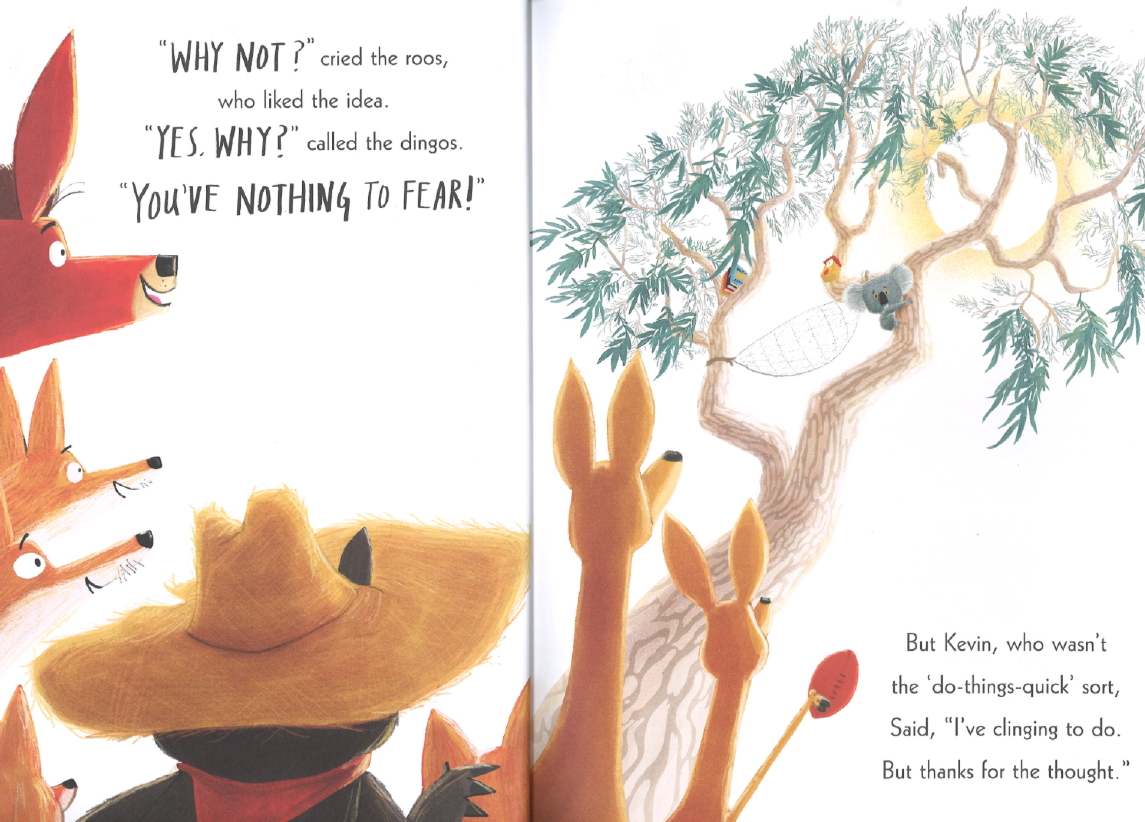 "WHY NOT?" cried the roos,
who liked the idea.
"YES, WHY?" called the dingos.
"YOU'VE NOTHING TO FEAR!"
But Kevin, who wasn't
the 'do-things-quick' sort,
Said, "I've clinging to do.
But thanks for the thought."